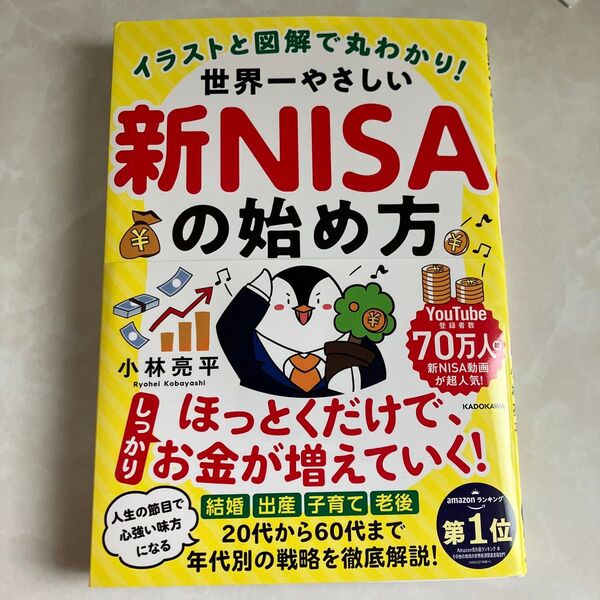 イラストと図解で丸わかり!
世界一やさしい
新NISA
の始め方
小林亮平
Ryohei Kobayashi
YouTube
登録者数
70万人
新NISA動画
が超人気!
KADOKAWA
しっかり
ほっとくだけで、
お金が増えていく!
人生の節目で
心強い味方
になる
結婚 出産 子育て 老後
20代から60代まで
年代別の戦略を徹底解説!
amazon ランキング
第1位